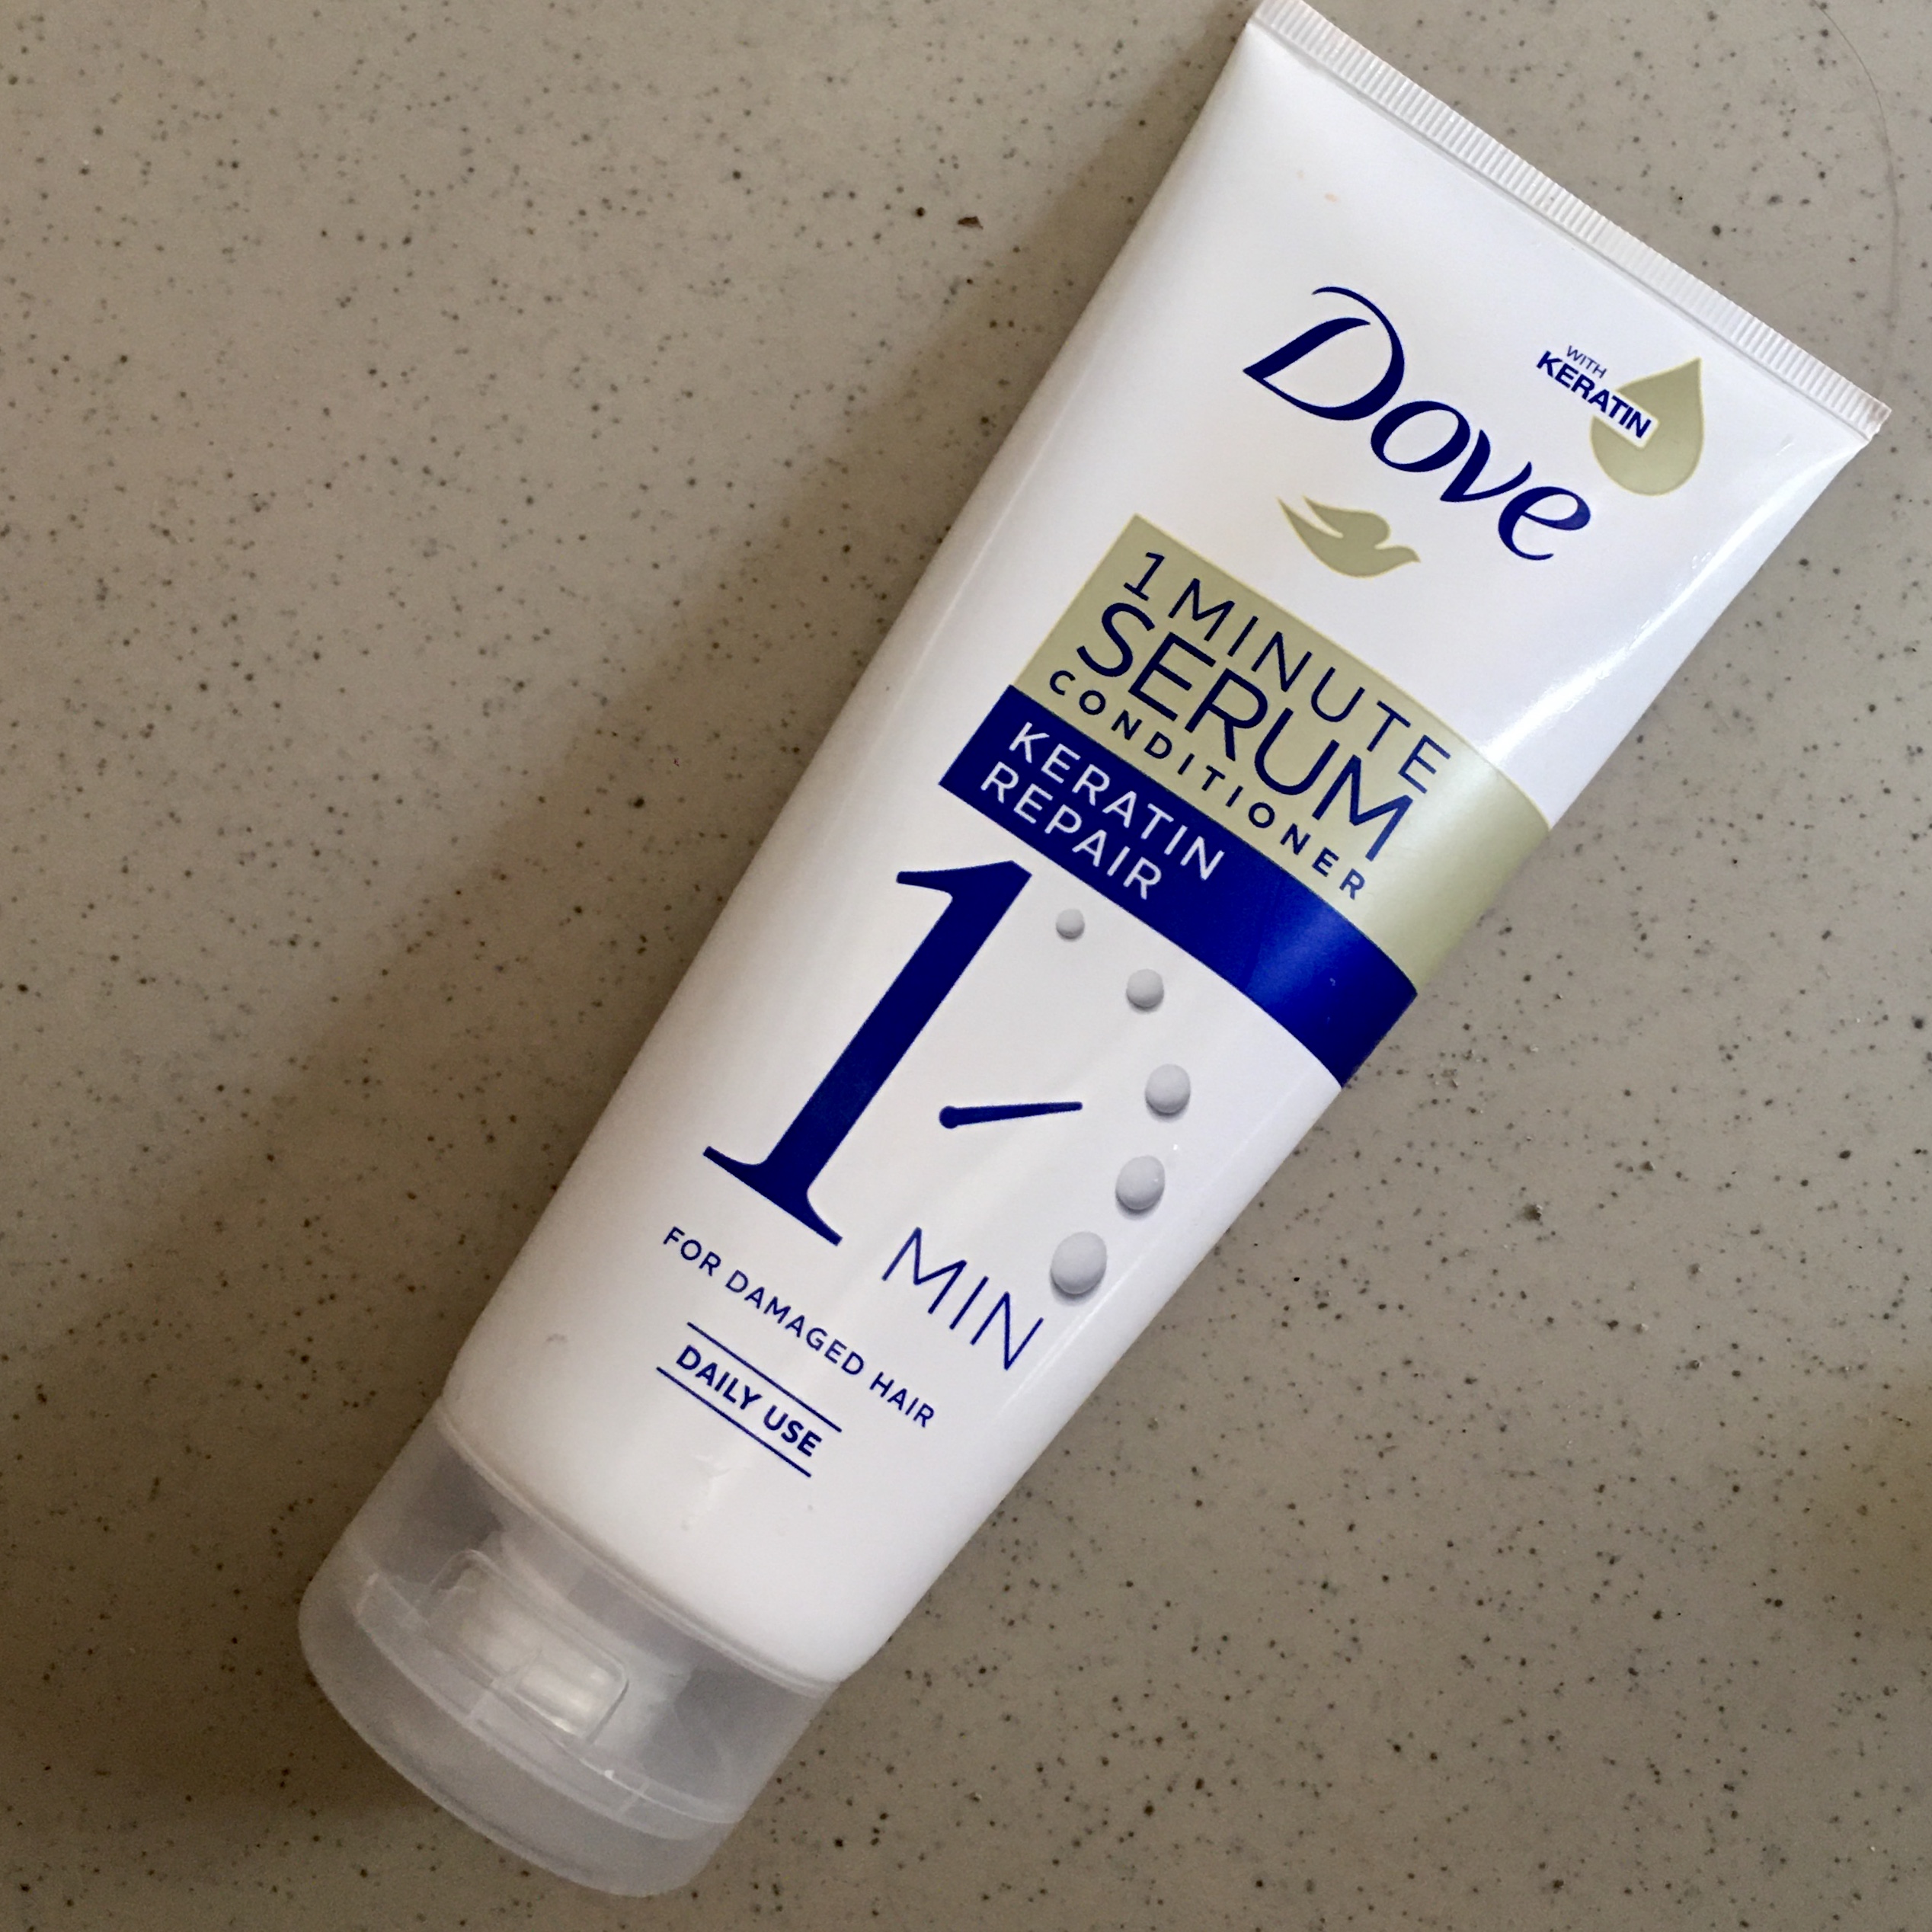 Dove
WITH
KERATIN
1 MINUTE
SERUM
CONDITIONER
KERATIN
REPAIR
1 MIN
FOR DAMAGED HAIR
DAILY USE